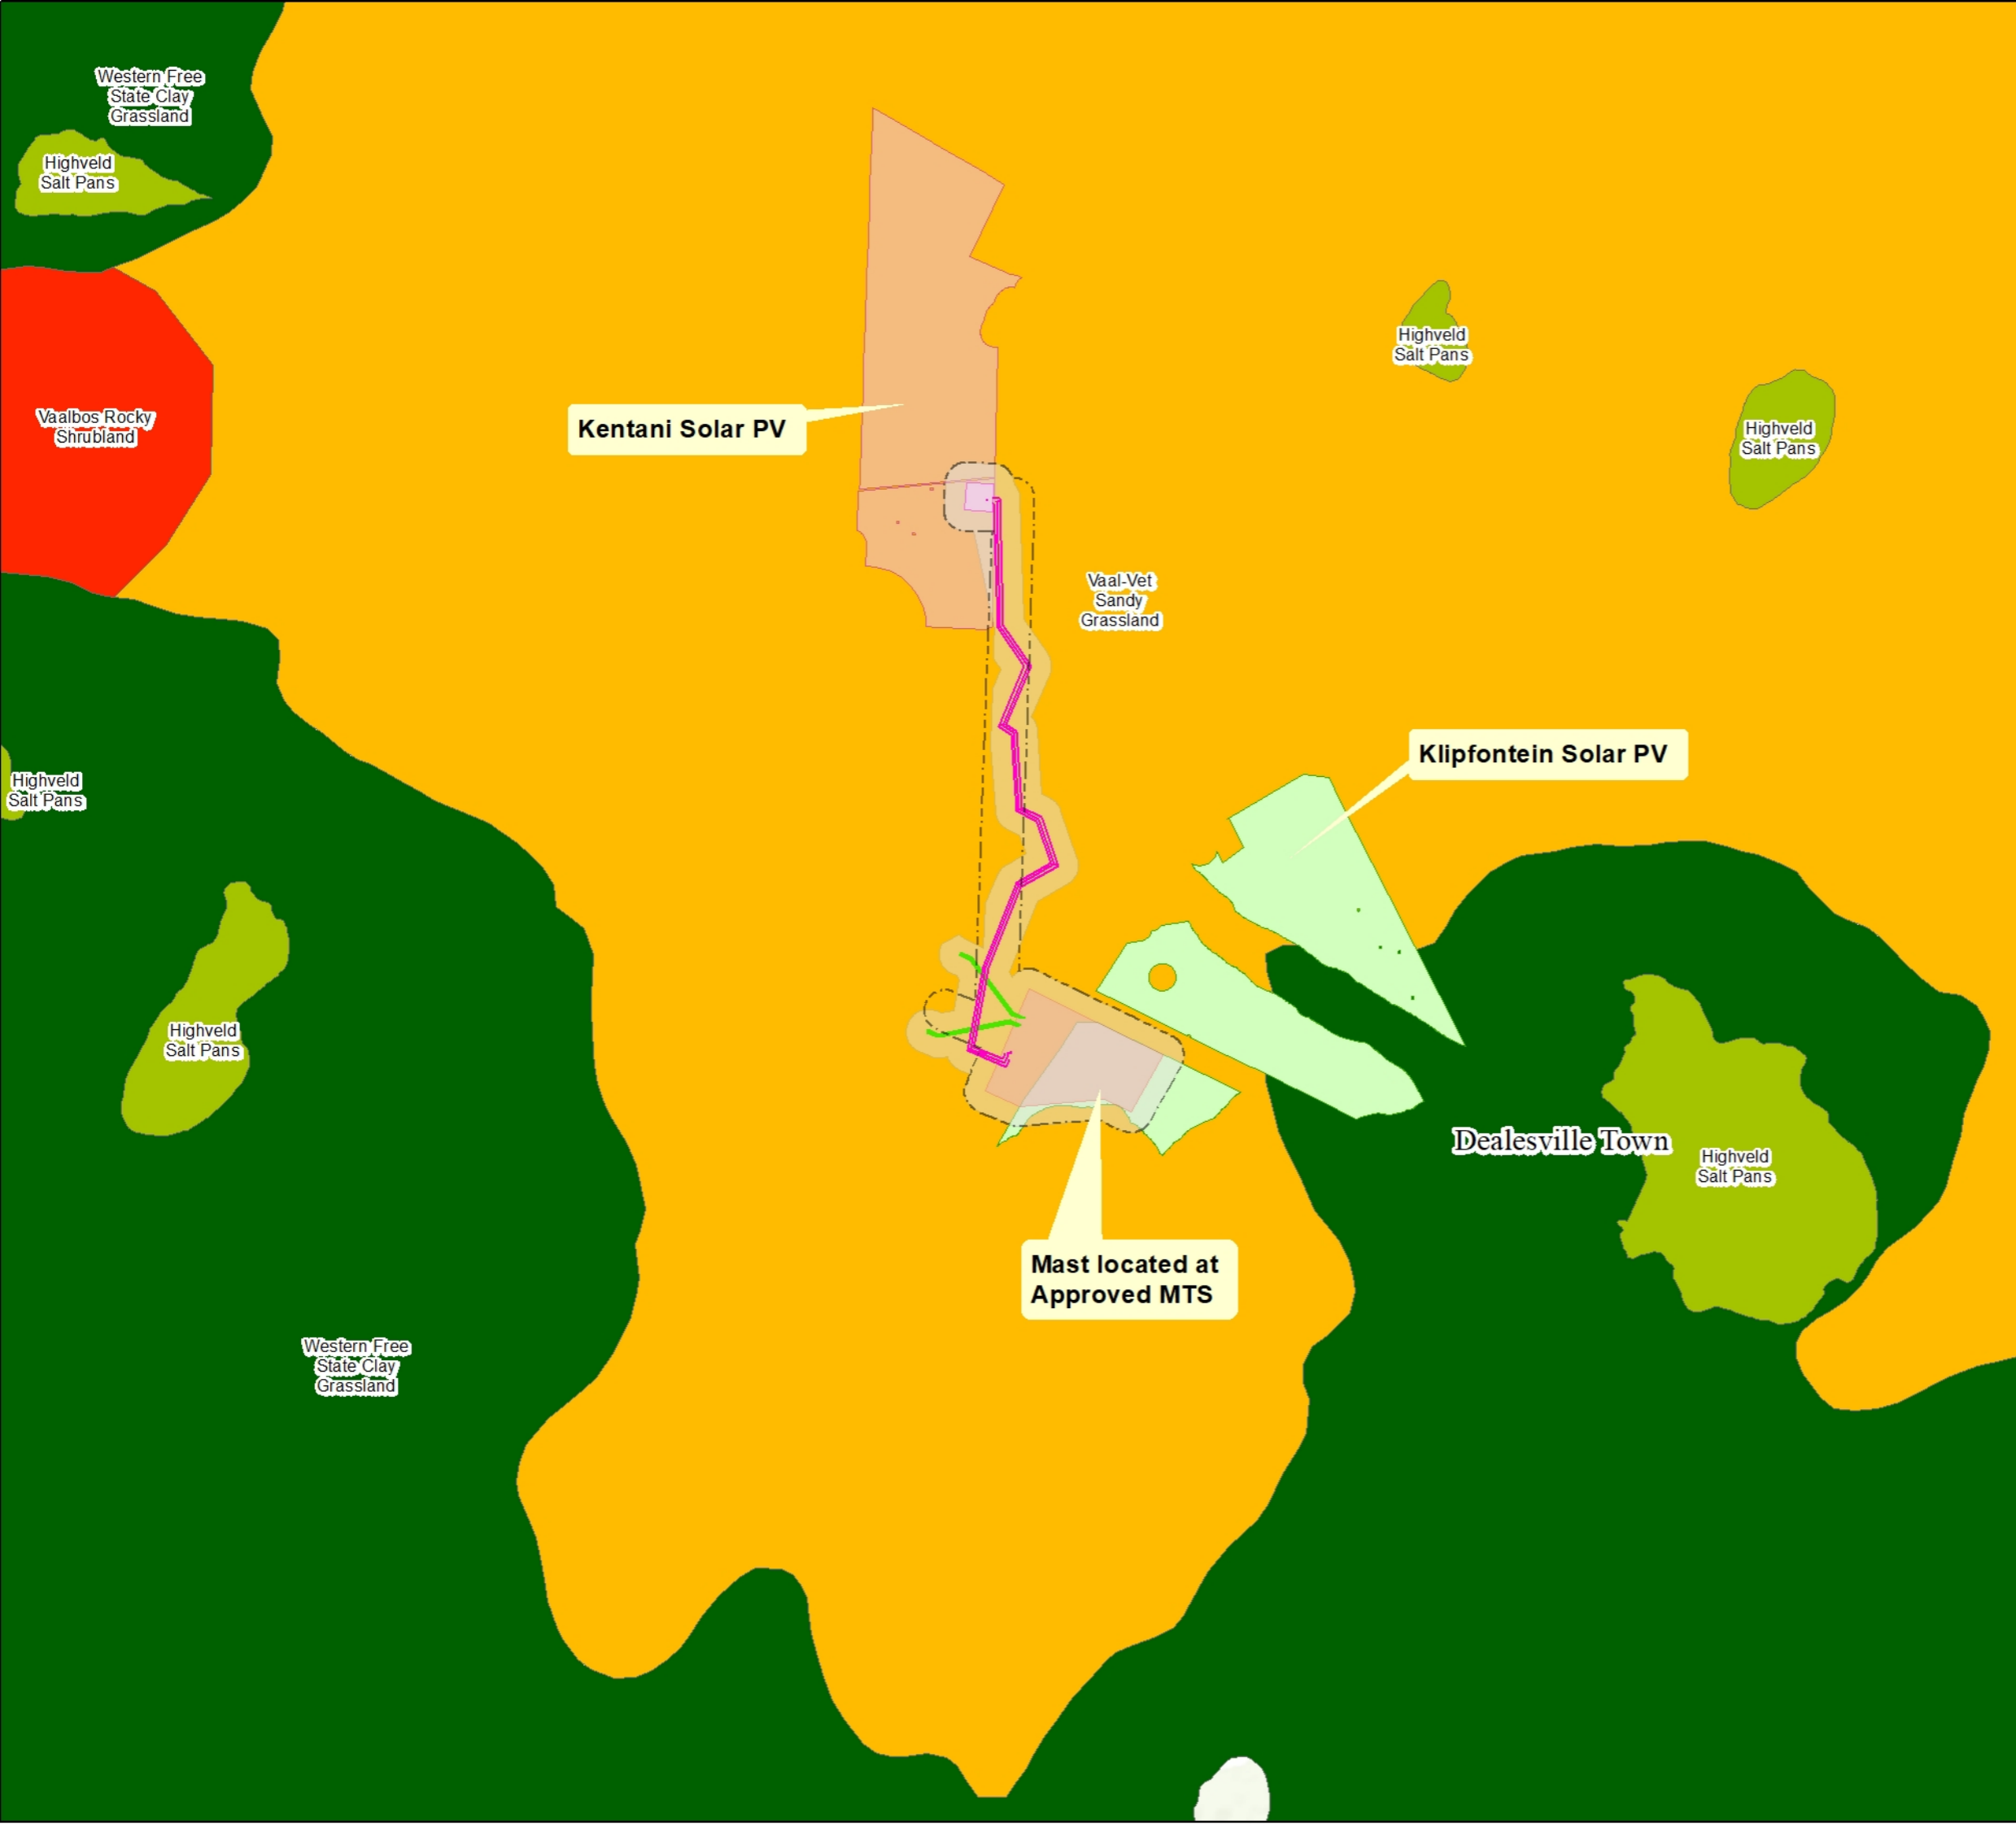 Western Free
State Clay
Grassland
Highveld
Salt Pans
Highveld
Salt Pans
Vaalbos Rocky
Shrubland
Kentani Solar PV
Highveld
Salt Pans
Vaal-Vet
Sandy
Grassland
Klipfontein Solar PV
Highveld
Salt Pans
Highveld
Salt Pans
Dealesville Town
Highveld
Salt Pans
Mast located at
Approved MTS
Western Free
State Clay
Grassland